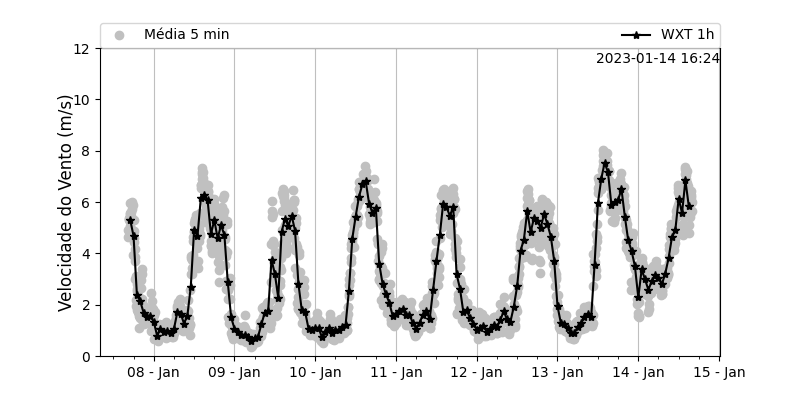 Média 5 min WXT 1h
2023-01-14 16:24
Velocidade do Vento (m/s)
12
10
8
6
4
2
0
08 - Jan 09 - Jan 10 - Jan 11 - Jan 12 - Jan 13 - Jan 14 - Jan 15 - Jan